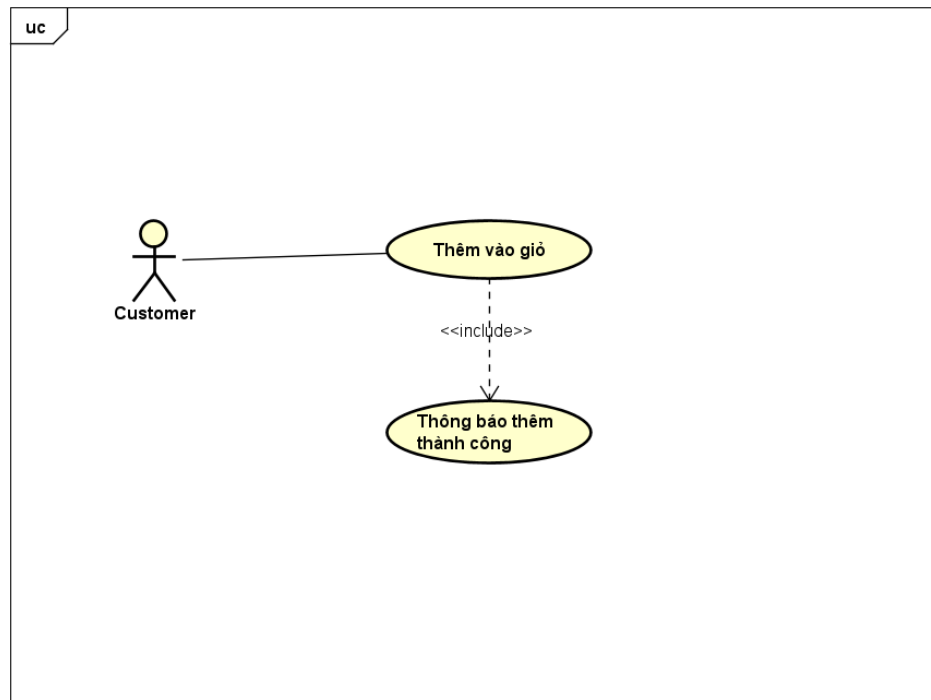 uc
Thêm vào giỏ
Customer
<<include>>
Thông báo thêm
thành công